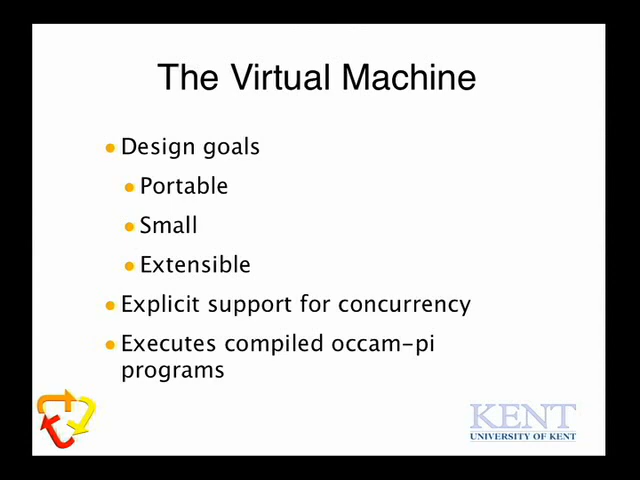 The Virtual Machine
Design goals
Portable
Small
Extensible
Explicit support for concurrency
Executes compiled occam-pi
programs
KENT
UNIVERSITY OF KENT